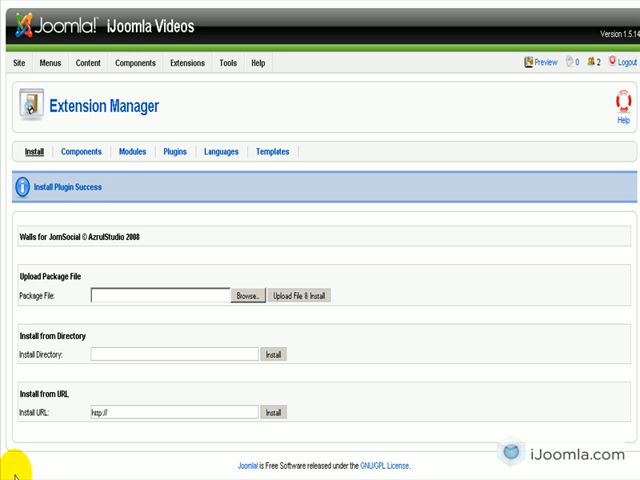 Joomla! iJoomla Videos
Version 1.5.14
Site Menus Content Components Extensions Tools Help Preview 0 2 Logout
Extension Manager
Help
Install Components Modules Plugins Languages Templates
Install Plugin Success
Walls for JomSocial © AzrulStudio 2008
Upload Package File
Package File: Browse... Upload File & Install
Install from Directory
Install Directory: Install
Install from URL
Install URL: http:// Install
iJoomla.com
Joomla! is Free Software released under the GNU/GPL License.